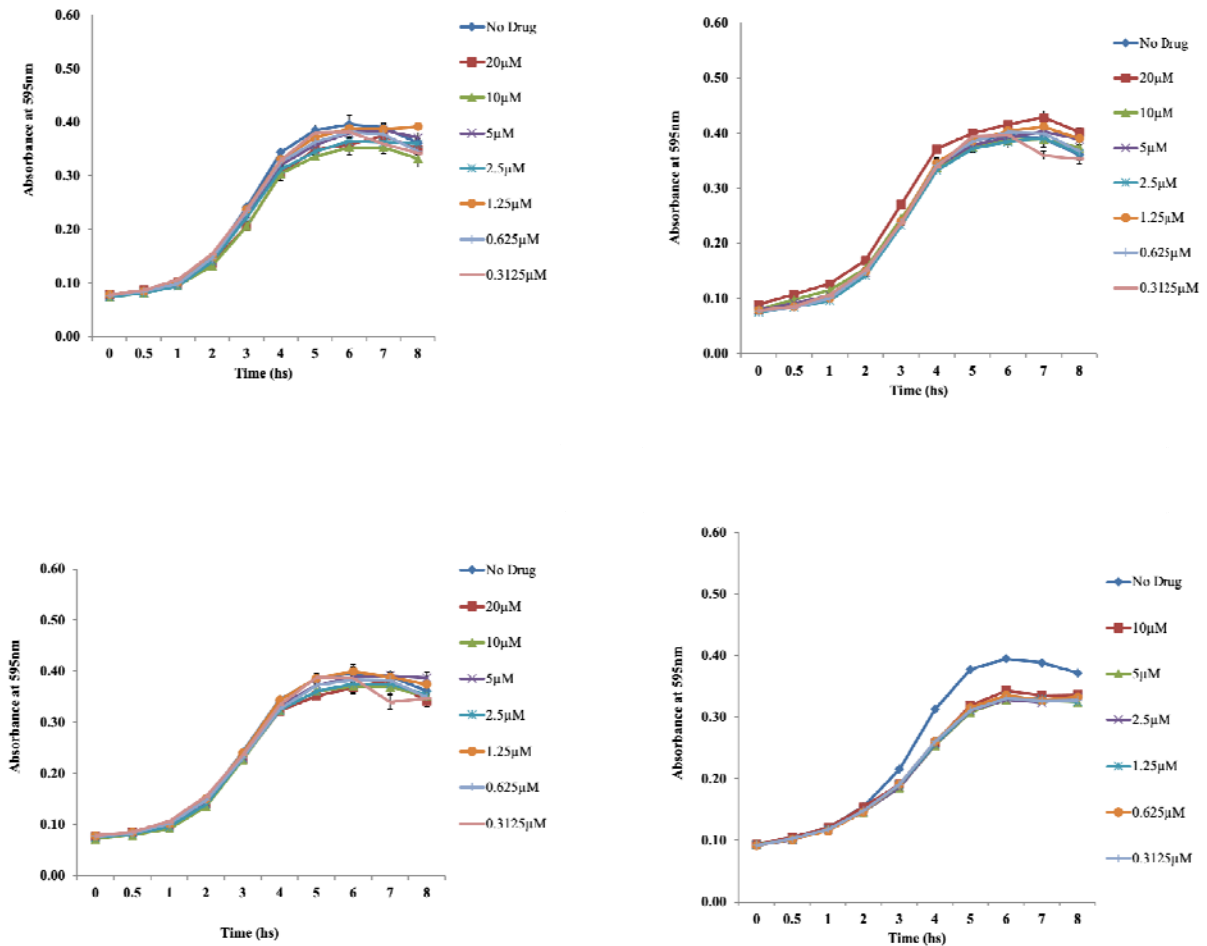 0.60
0.50
0.40
0.30
0.20
0.10
0.00
Absorbance at 595nm
0 0.5 1 2 3 4 5 6 7 8
Time (hs)
No Drug
20µM
10µM
5µM
2.5µM
1.25µM
0.625µM
0.3125µM
0.60
0.50
0.40
0.30
0.20
0.10
0.00
Absorbance at 595nm
0 0.5 1 2 3 4 5 6 7 8
Time (hs)
No Drug
20µM
10µM
5µM
2.5µM
1.25µM
0.625µM
0.3125µM
0.60
0.50
0.40
0.30
0.20
0.10
0.00
Absorbance at 595nm
0 0.5 1 2 3 4 5 6 7 8
Time (hs)
No Drug
20µM
10µM
5µM
2.5µM
1.25µM
0.625µM
0.3125µM
0.60
0.50
0.40
0.30
0.20
0.10
0.00
Absorbance at 595nm
0 0.5 1 2 3 4 5 6 7 8
Time (hs)
No Drug
10µM
5µM
2.5µM
1.25µM
0.625µM
0.3125µM